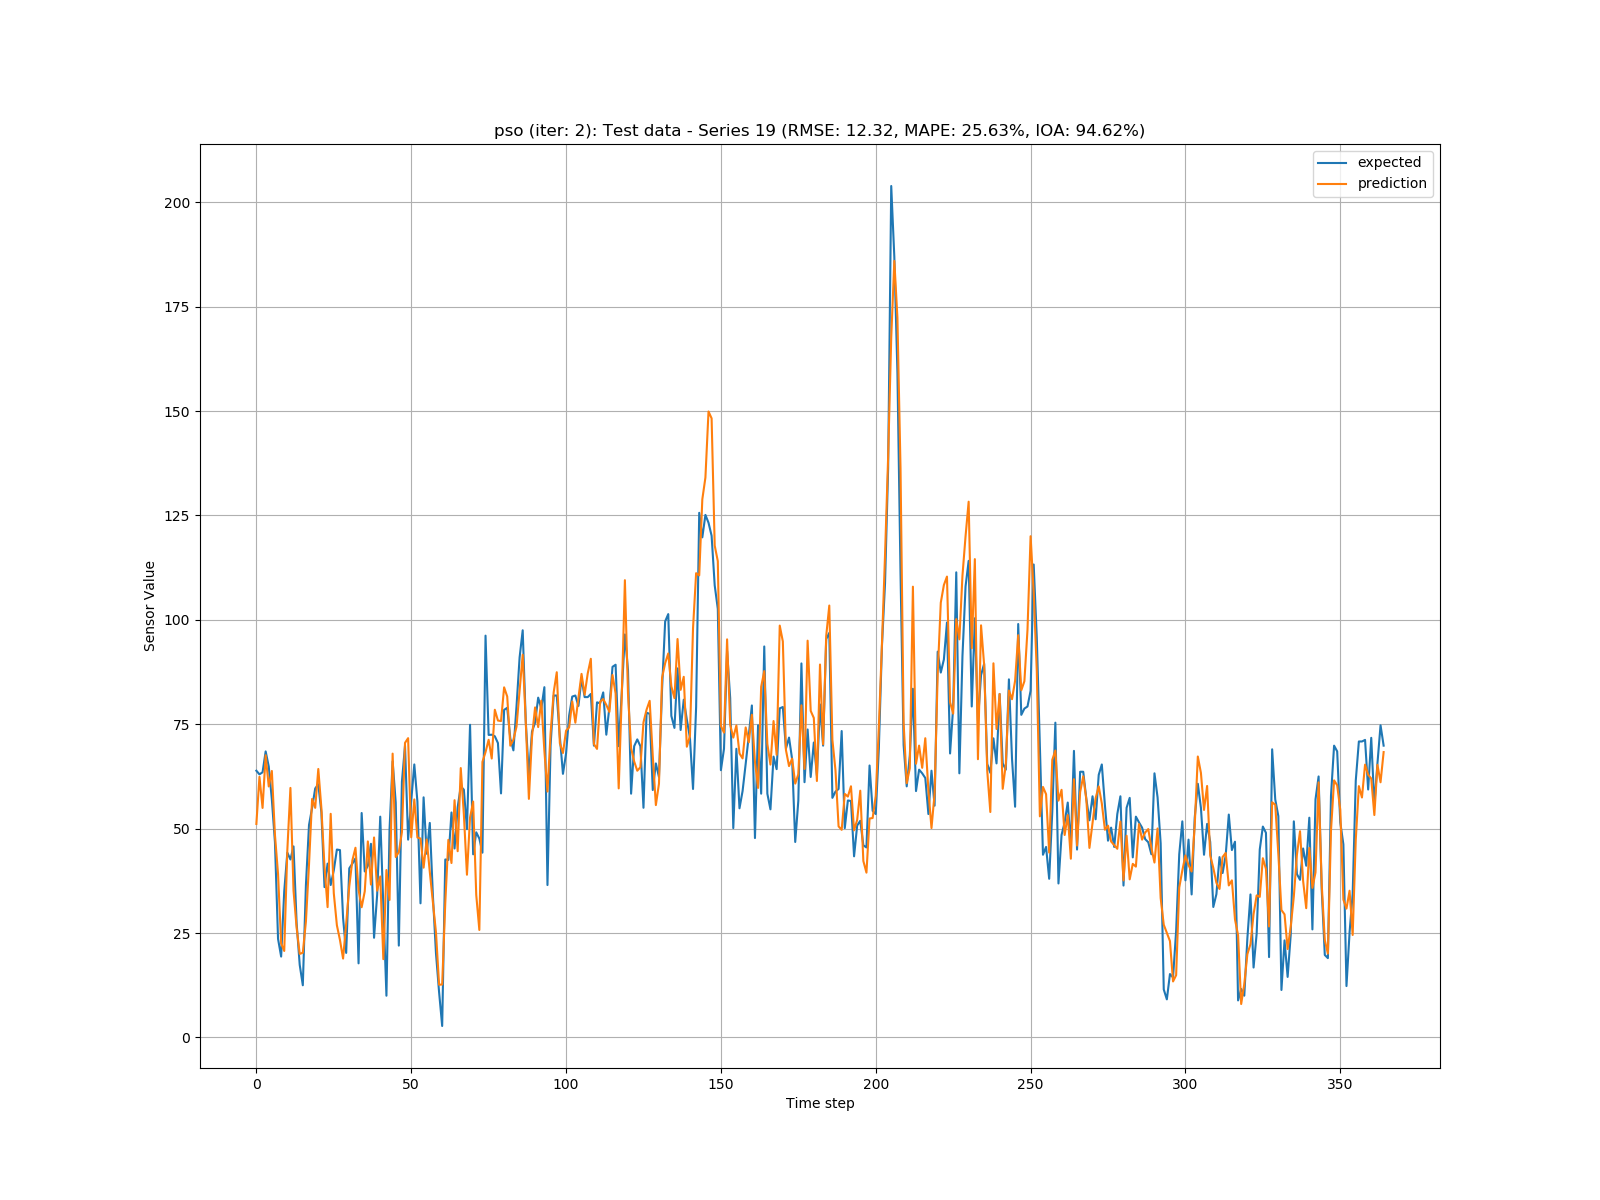 pso (iter: 2): Test data - Series 19 (RMSE: 12.32, MAPE: 25.63%, IOA: 94.62%)
expected
prediction
200
175
150
125
100
75
50
25
0
Sensor Value
0 50 100 150 200 250 300 350
Time step